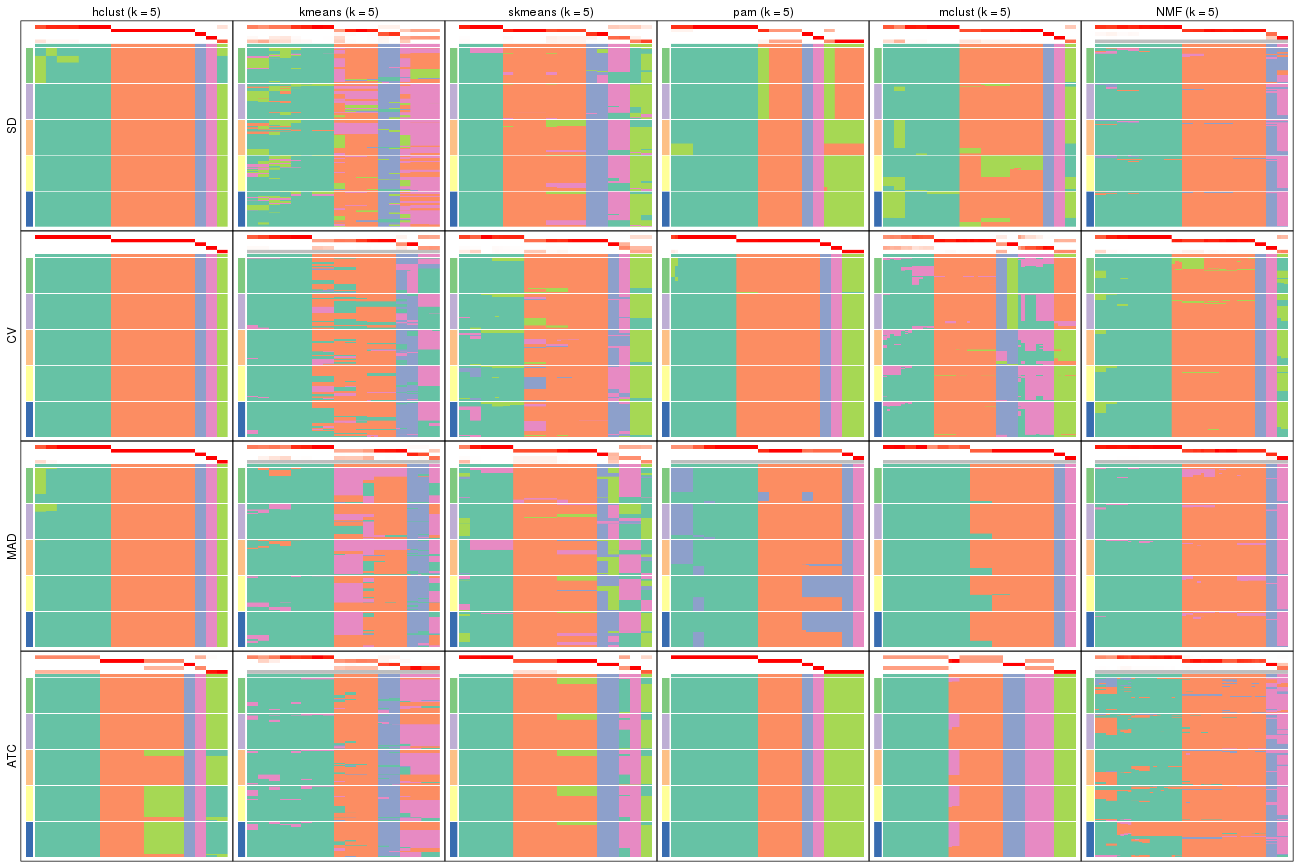 hclust (k = 5)
kmeans (k = 5)
skmeans (k = 5)
pam (k = 5)
mclust (k = 5)
NMF (k = 5)
SD
CV
MAD
ATC